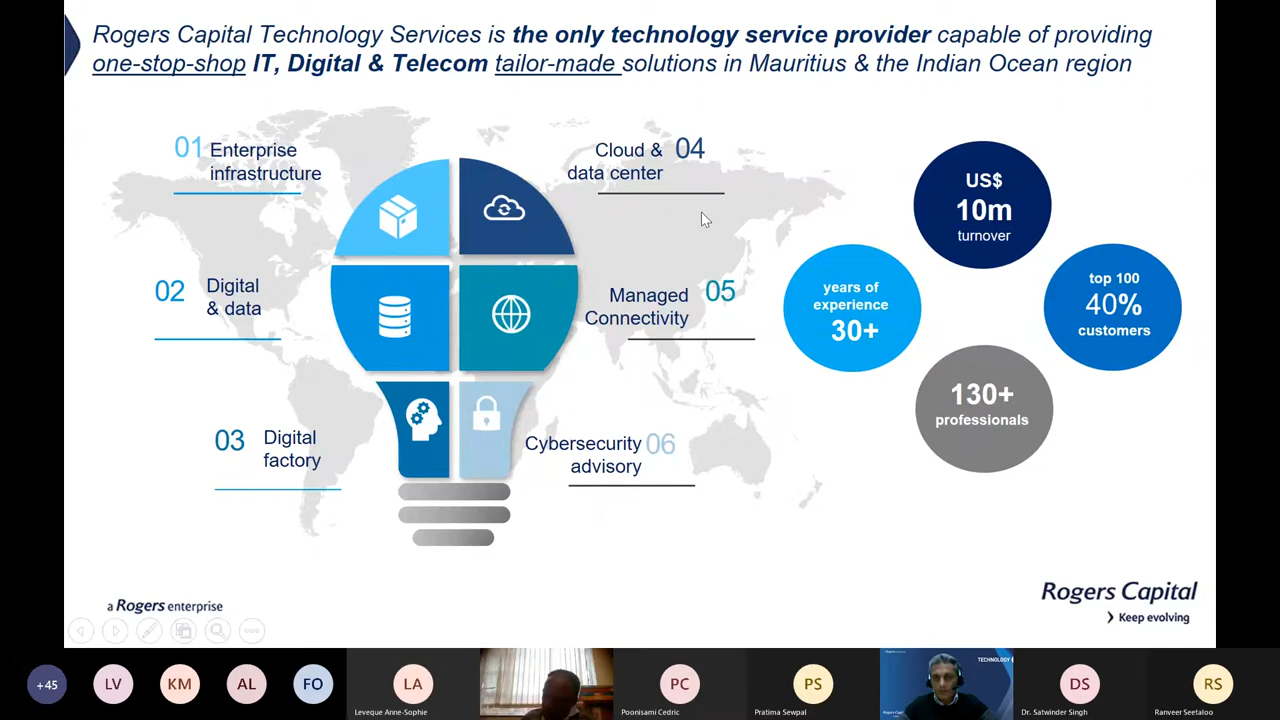 Rogers Capital Technology Services is the only technology service provider capable of providing
one-stop-shop IT, Digital & Telecom tailor-made solutions in Mauritius & the Indian Ocean region
01 Enterprise
infrastructure
02 Digital
& data
03 Digital
factory
Cloud & 04
data center
Managed 05
Connectivity
Cybersecurity 06
advisory
US$
10m
turnover
years of
experience
30+
top 100
40%
customers
130+
professionals
a Rogers enterprise
Rogers Capital
Keep evolving
+45
LV
KM
AL
FO
LA
Leveque Anne-Sophie
PC
Poonisami Cedric
PS
Pratima Sewpal
TECHNOLOGY
Rogers Capital
DS
Dr. Satwinder Singh
RS
Ranveer Seetaloo